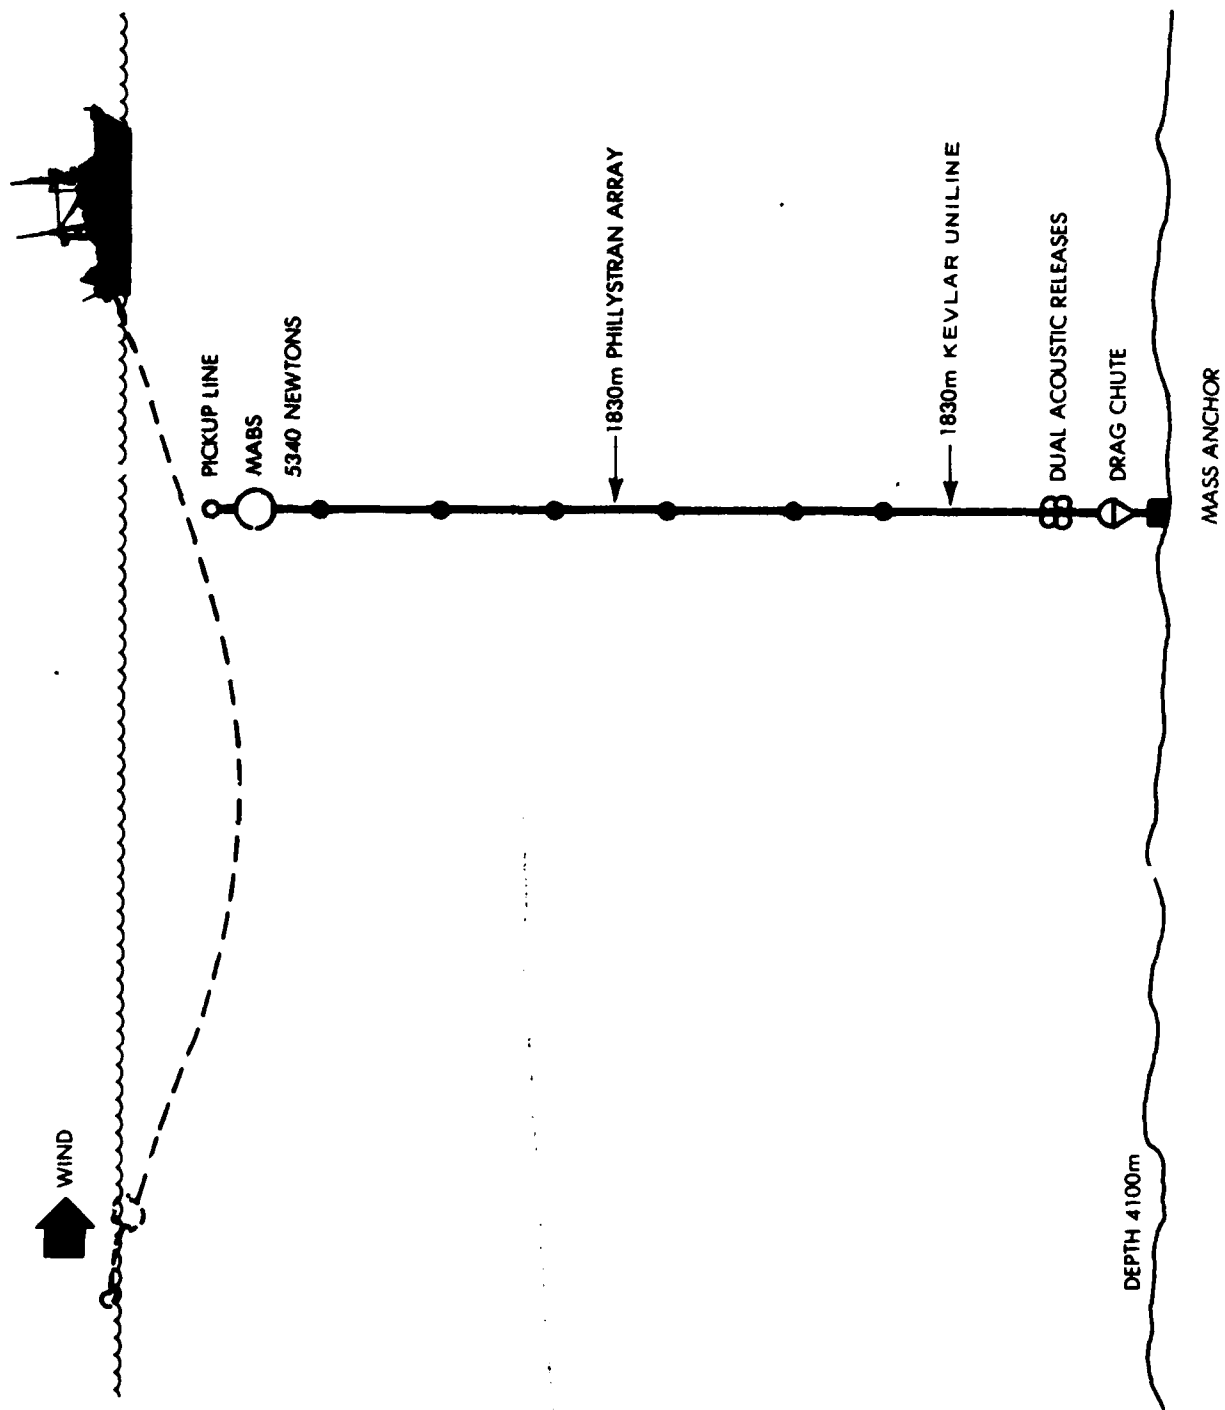 WIND
PICKUP LINE
MABS
5340 NEWTONS
1830m PHILLYSTRAN ARRAY
1830m KEVLAR UNILINE
DUAL ACOUSTIC RELEASES
DRAG CHUTE
DEPTH 4100m
MASS ANCHOR